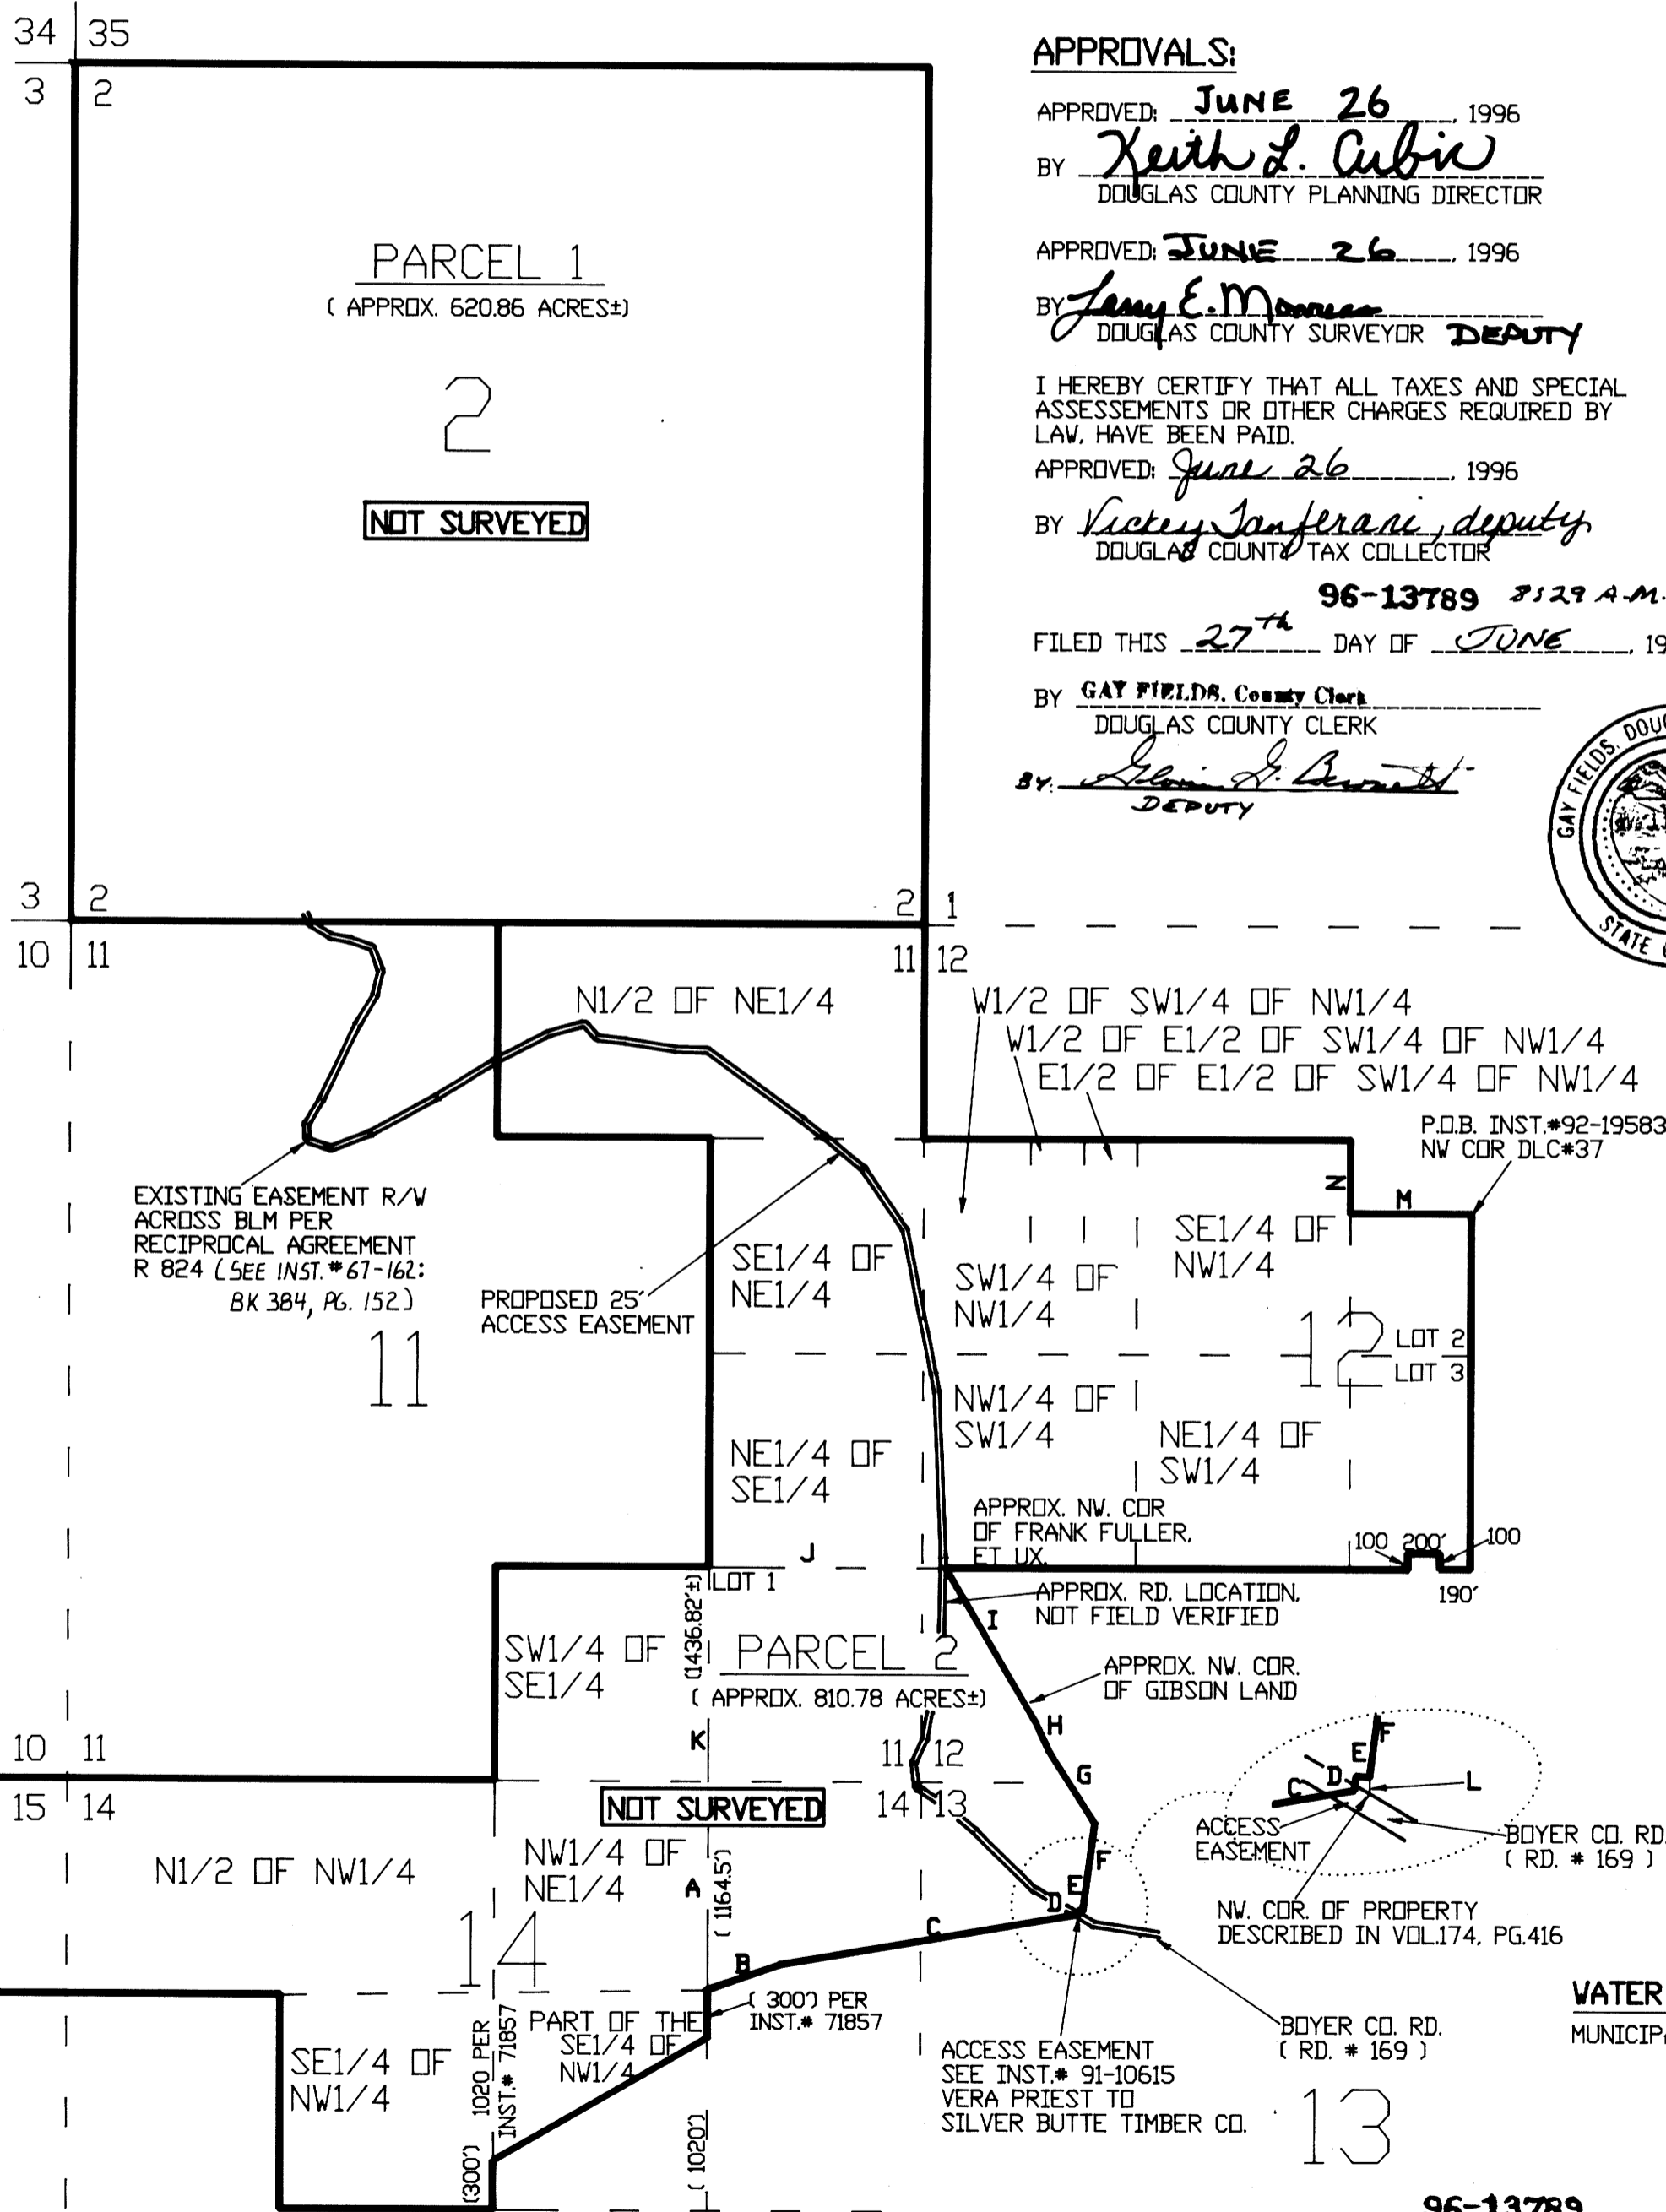 34 35
3 2
PARCEL 1
( APPROX. 620.86 ACRES±)
2
NOT SURVEYED
3 2
2 1
10 11
11 12
APPROVALS:
APPROVED: JUNE 26, 1996
BY Keith L. Cubic
DOUGLAS COUNTY PLANNING DIRECTOR
APPROVED: JUNE 26, 1996
BY E.
DOUGLAS COUNTY SURVEYOR DEPUTY
I HEREBY CERTIFY THAT ALL TAXES AND SPECIAL
ASSESSEMENTS OR OTHER CHARGES REQUIRED BY
LAW, HAVE BEEN PAID.
APPROVED: June 26, 1996
BY Vickey, deputy
DOUGLAS COUNTY TAX COLLECTOR
96-13789 8:29 A.M.
FILED THIS 27th DAY OF JUNE, 19
BY GAY FIELDS, County Clerk
DOUGLAS COUNTY CLERK
BY:
DEPUTY
GAY FIELDS, DOUG
STATE
N1/2 OF NE1/4
W1/2 OF SW1/4 OF NW1/4
W1/2 OF E1/2 OF SW1/4 OF NW1/4
E1/2 OF E1/2 OF SW1/4 OF NW1/4
P.O.B. INST.#92-19583
NW COR DLC#37
N
M
EXISTING EASEMENT R/W
ACROSS BLM PER
RECIPROCAL AGREEMENT
R 824 (SEE INST.#67-162:
BK 384, PG. 152)
PROPOSED 25'
ACCESS EASEMENT
11
SE1/4 OF
NE1/4
SW1/4 OF
NW1/4
SE1/4 OF
NW1/4
12
LOT 2
LOT 3
NE1/4 OF
SE1/4
NW1/4 OF
SW1/4
NE1/4 OF
SW1/4
APPROX. NW. COR
OF FRANK FULLER,
ET UX.
100 200' 100
190'
J
LOT 1
(1436.82'±)
APPROX. RD. LOCATION,
NOT FIELD VERIFIED
I
SW1/4 OF
SE1/4
PARCEL 2
( APPROX. 810.78 ACRES±)
APPROX. NW. COR.
OF GIBSON LAND
K
H
G
10 11
15 14
11 12
14 13
NOT SURVEYED
F
E
D
C
L
ACCESS
EASEMENT
BOYER CO. RD.
( RD. # 169 )
NW. COR. OF PROPERTY
DESCRIBED IN VOL.174, PG.416
N1/2 OF NW1/4
NW1/4 OF
NE1/4
A
( 1164.5')
14
F
E
D
C
B
( 300') PER
INST.# 71857
PART OF THE
SE1/4 OF
NW1/4
SE1/4 OF
NW1/4
1020 PER
INST.# 71857
(300')
( 1020')
ACCESS EASEMENT
SEE INST.# 91-10615
VERA PRIEST TO
SILVER BUTTE TIMBER CO.
BOYER CO. RD.
( RD. # 169 )
13
WATER
MUNICIP
96-13789